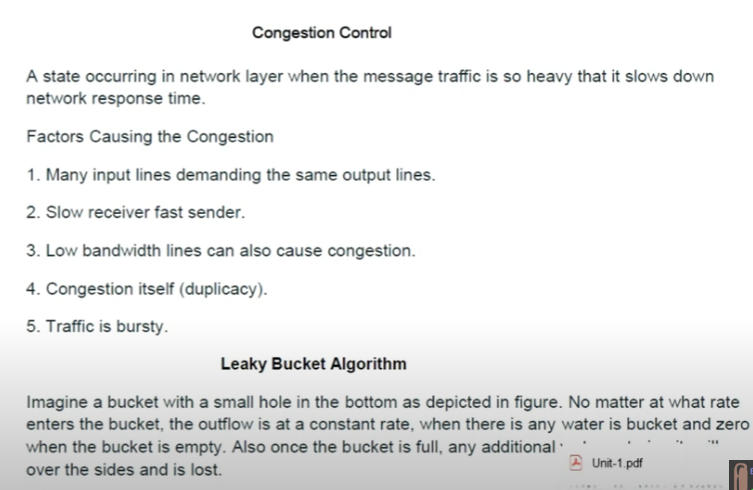 Congestion Control
A state occurring in network layer when the message traffic is so heavy that it slows down
network response time.
Factors Causing the Congestion
1. Many input lines demanding the same output lines.
2. Slow receiver fast sender.
3. Low bandwidth lines can also cause congestion.
4. Congestion itself (duplicacy).
5. Traffic is bursty.
Leaky Bucket Algorithm
Imagine a bucket with a small hole in the bottom as depicted in figure. No matter at what rate
enters the bucket, the outflow is at a constant rate, when there is any water is bucket and zero
when the bucket is empty. Also once the bucket is full, any additional
over the sides and is lost.
Unit-1.pdf